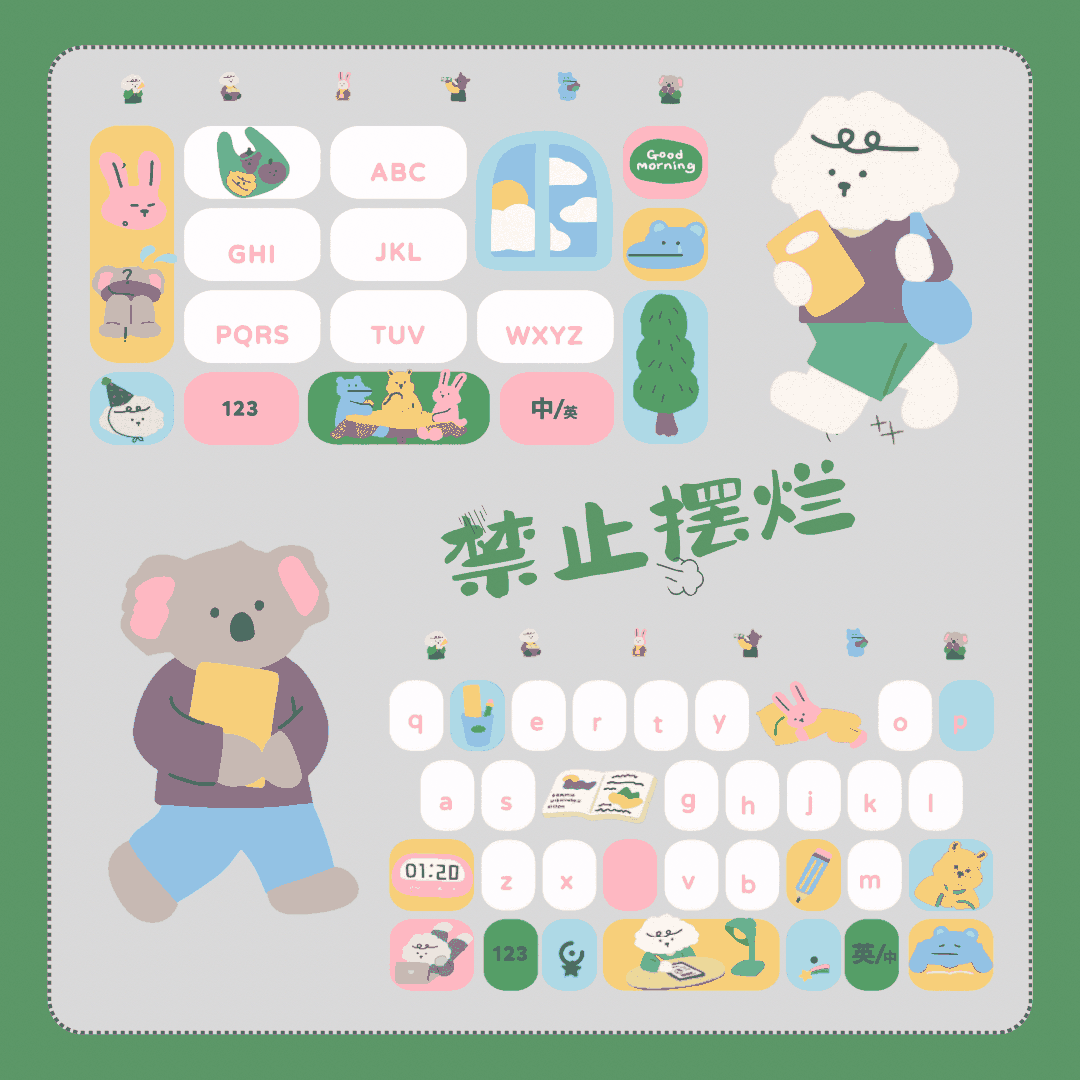 ABC
Good
morning
GHI
JKL
PQRS
TUV
WXYZ
123
中/英
禁止摆烂
q e r t y o p
a s g h j k l
01:20
z x v b m
123
英/中